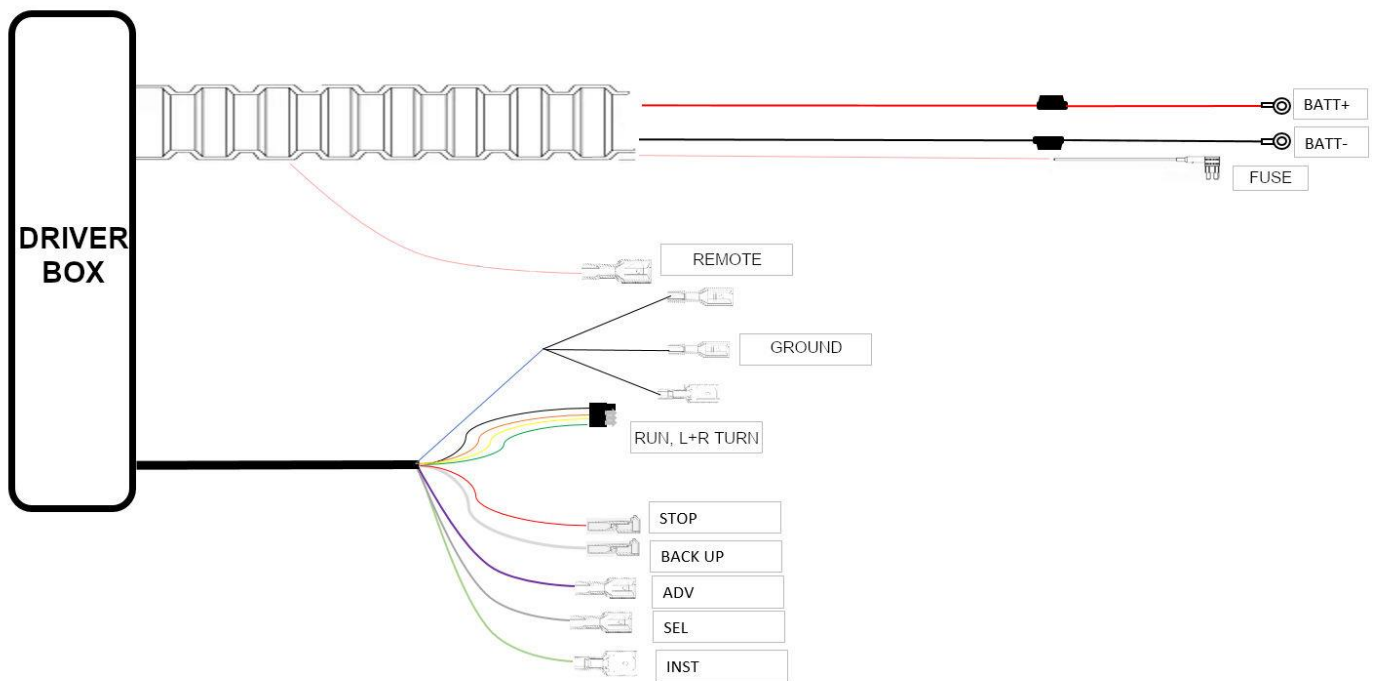 BATT+
BATT-
FUSE
DRIVER
BOX
REMOTE
GROUND
RUN, L+R TURN
STOP
BACK UP
ADV
SEL
INST